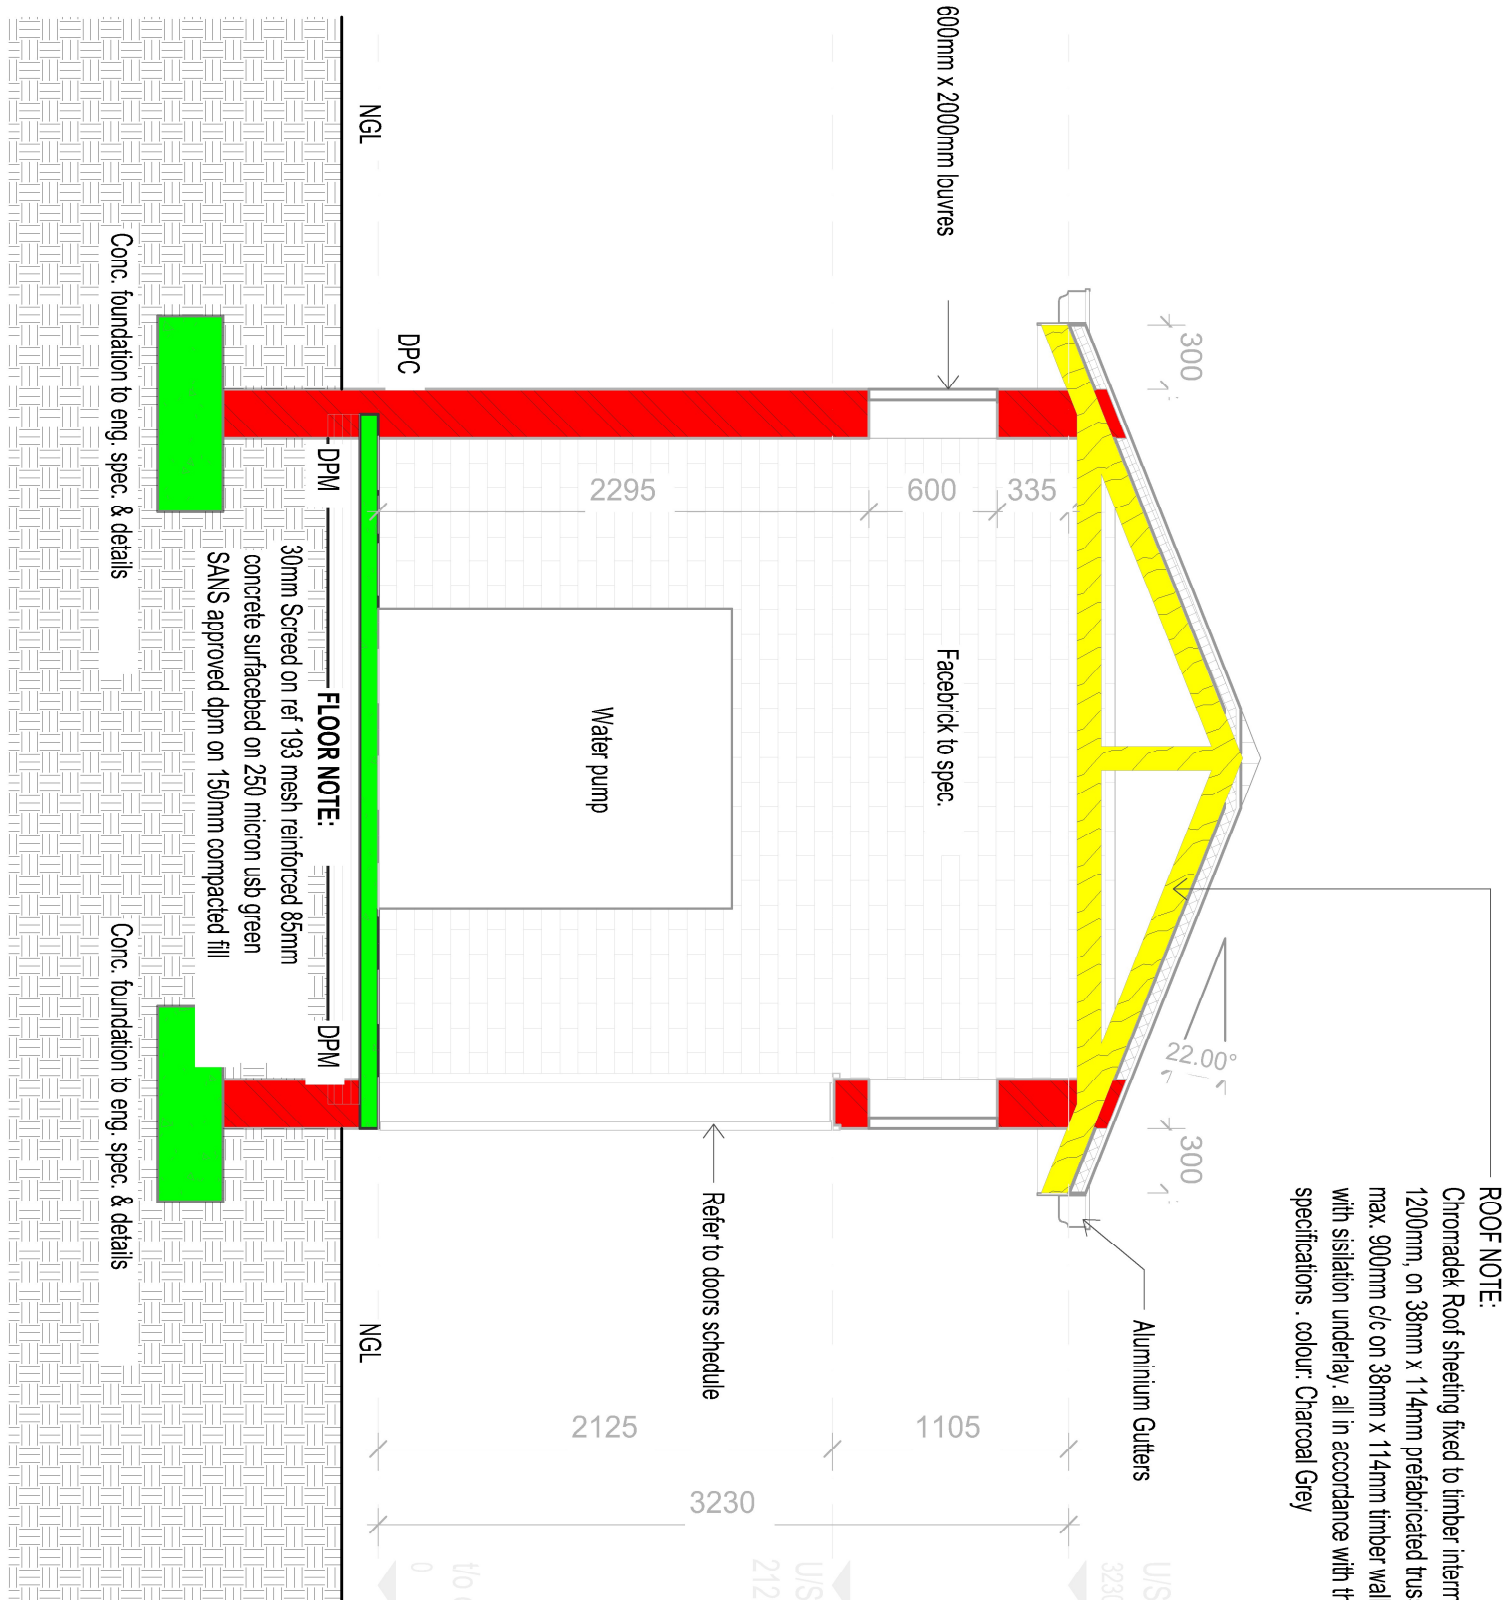 ROOF NOTE:
Chromadek Roof sheeting fixed to timber interm
1200mm, on 38mm x 114mm prefabricated trus
max. 900mm c/c on 38mm x 114mm timber wal
with sisilation underlay. all in accordance with th
specifications . colour: Charcoal Grey
300
22.00°
300
Aluminium Gutters
U/S
3230
600mm x 2000mm louvres
335
600
Facebrick to spec.
1105
U/S
212
2295
Water pump
Refer to doors schedule
2125
3230
t/o
0
DPC
NGL
NGL
DPM
FLOOR NOTE:
DPM
30mm Screed on ref 193 mesh reinforced 85mm
concrete surfacebed on 250 micron usb green
SANS approved dpm on 150mm compacted fill
Conc. foundation to eng. spec. & details
Conc. foundation to eng. spec. & details